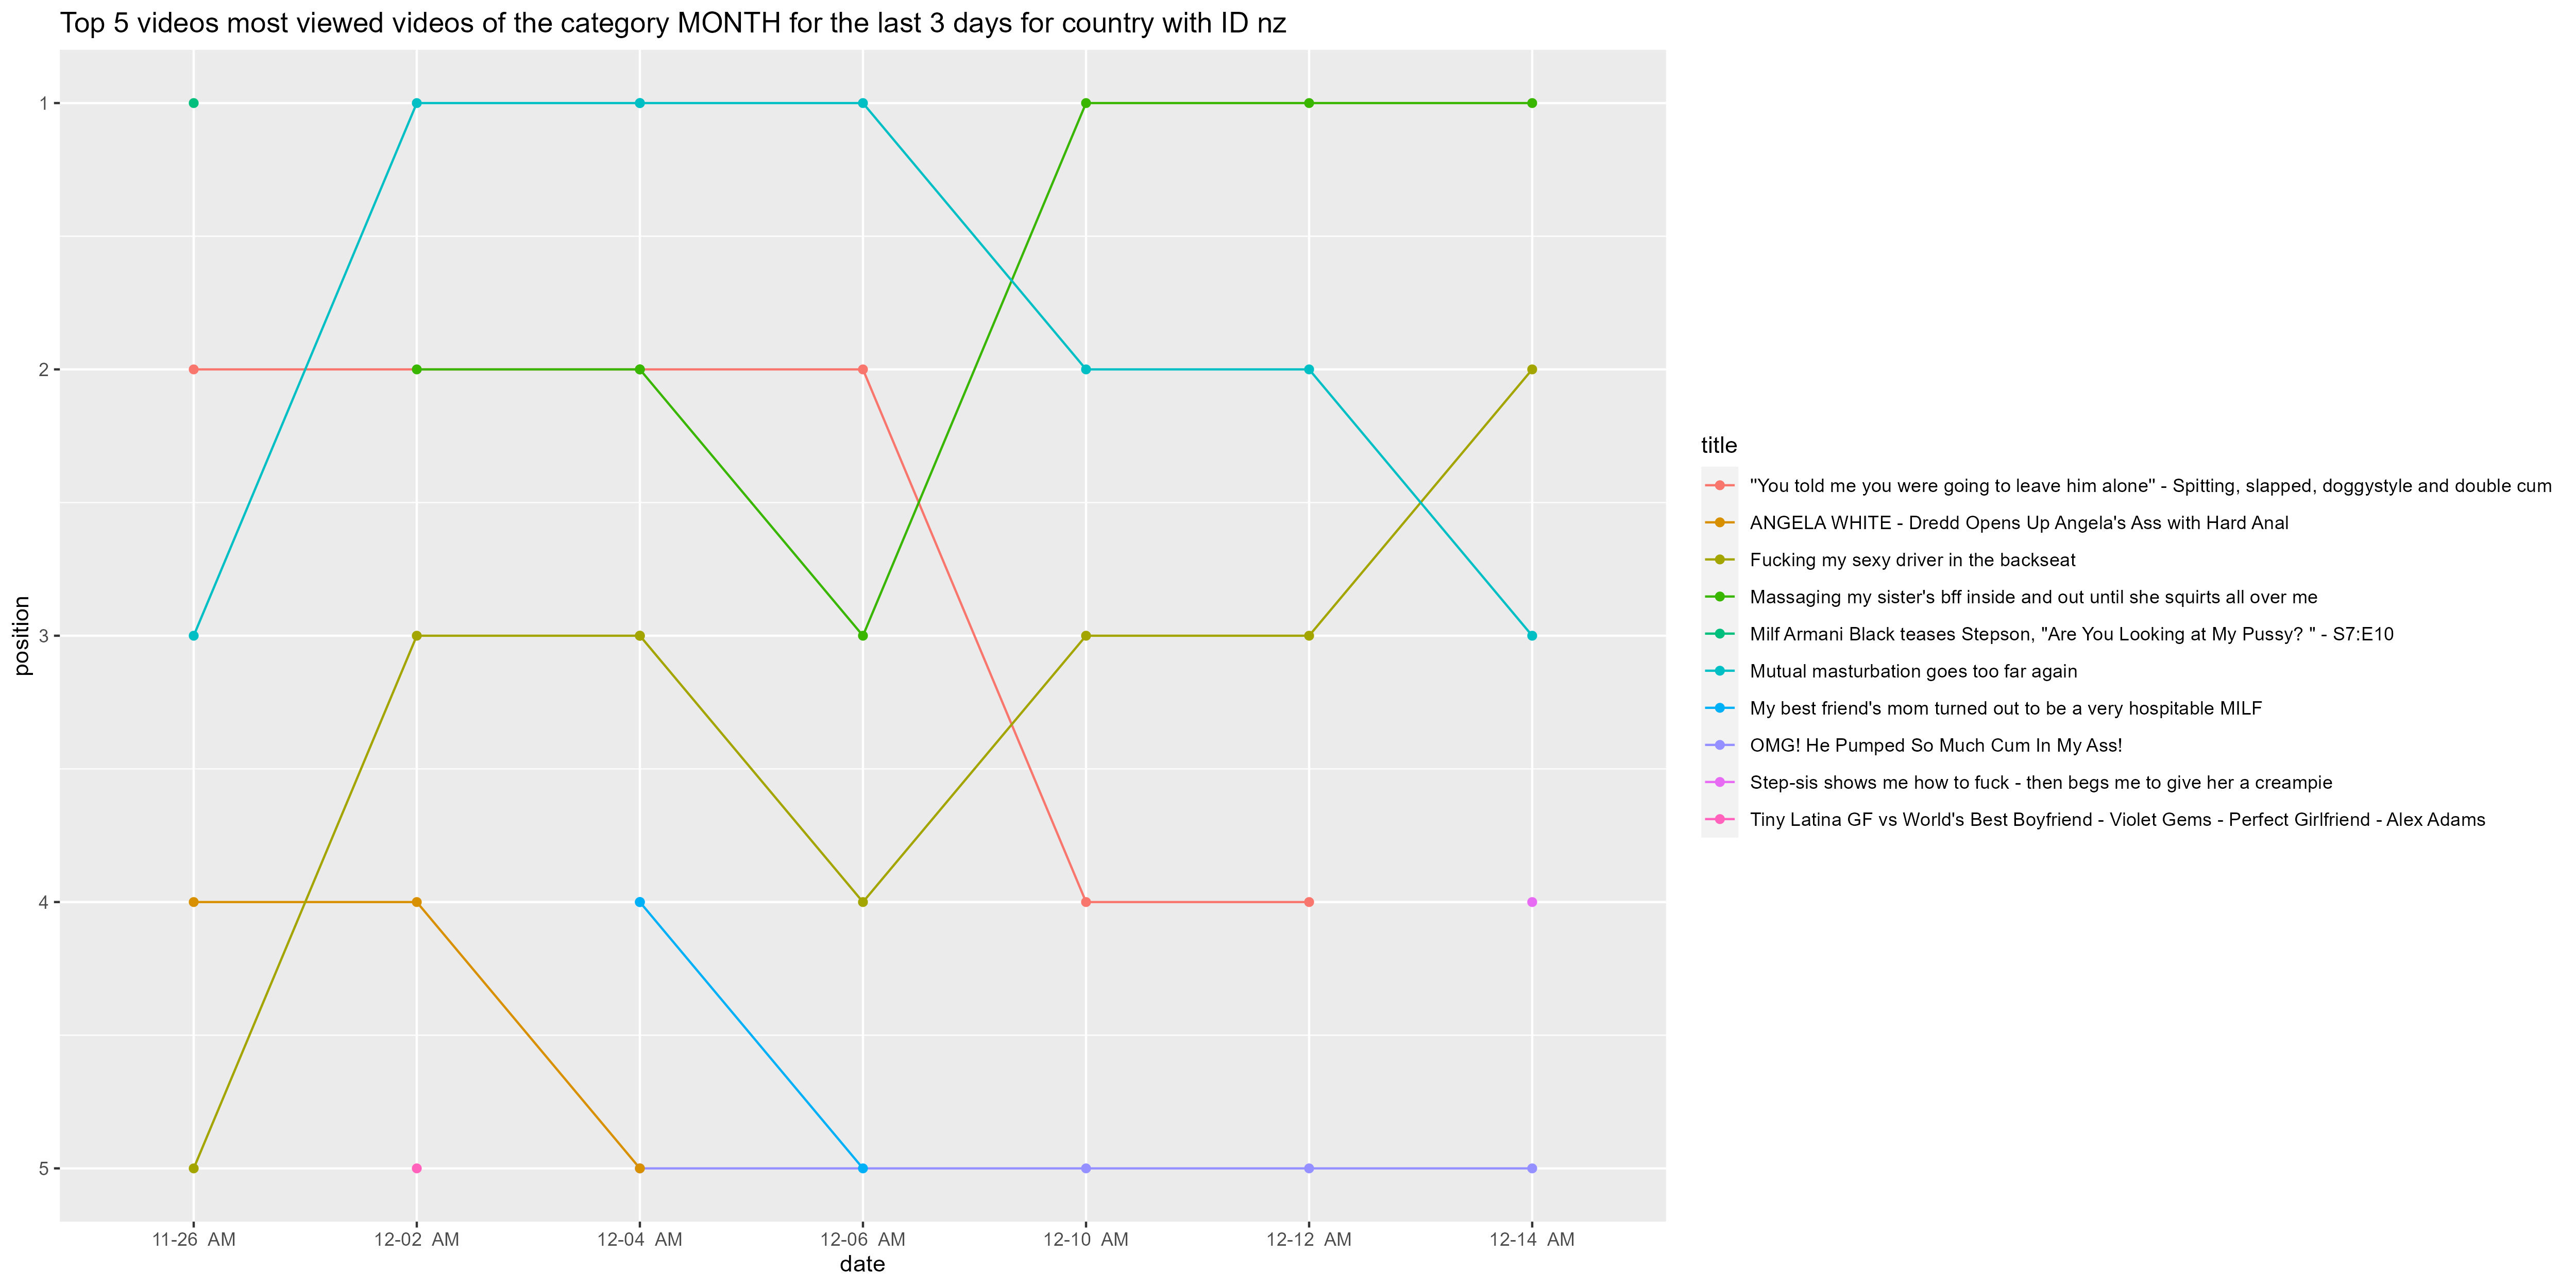 Top 5 videos most viewed videos of the category MONTH for the last 3 days for country with ID nz
1
2
3
4
5
position
11-26 AM
12-02 AM
12-04 AM
12-06 AM
12-10 AM
12-12 AM
12-14 AM
date
title
"You told me you were going to leave him alone" - Spitting, slapped, doggystyle and double cum
ANGELA WHITE - Dredd Opens Up Angela's Ass with Hard Anal
Fucking my sexy driver in the backseat
Massaging my sister's bff inside and out until she squirts all over me
Milf Armani Black teases Stepson, "Are You Looking at My Pussy? " - S7:E10
Mutual masturbation goes too far again
My best friend's mom turned out to be a very hospitable MILF
OMG! He Pumped So Much Cum In My Ass!
Step-sis shows me how to fuck - then begs me to give her a creampie
Tiny Latina GF vs World's Best Boyfriend - Violet Gems - Perfect Girlfriend - Alex Adams